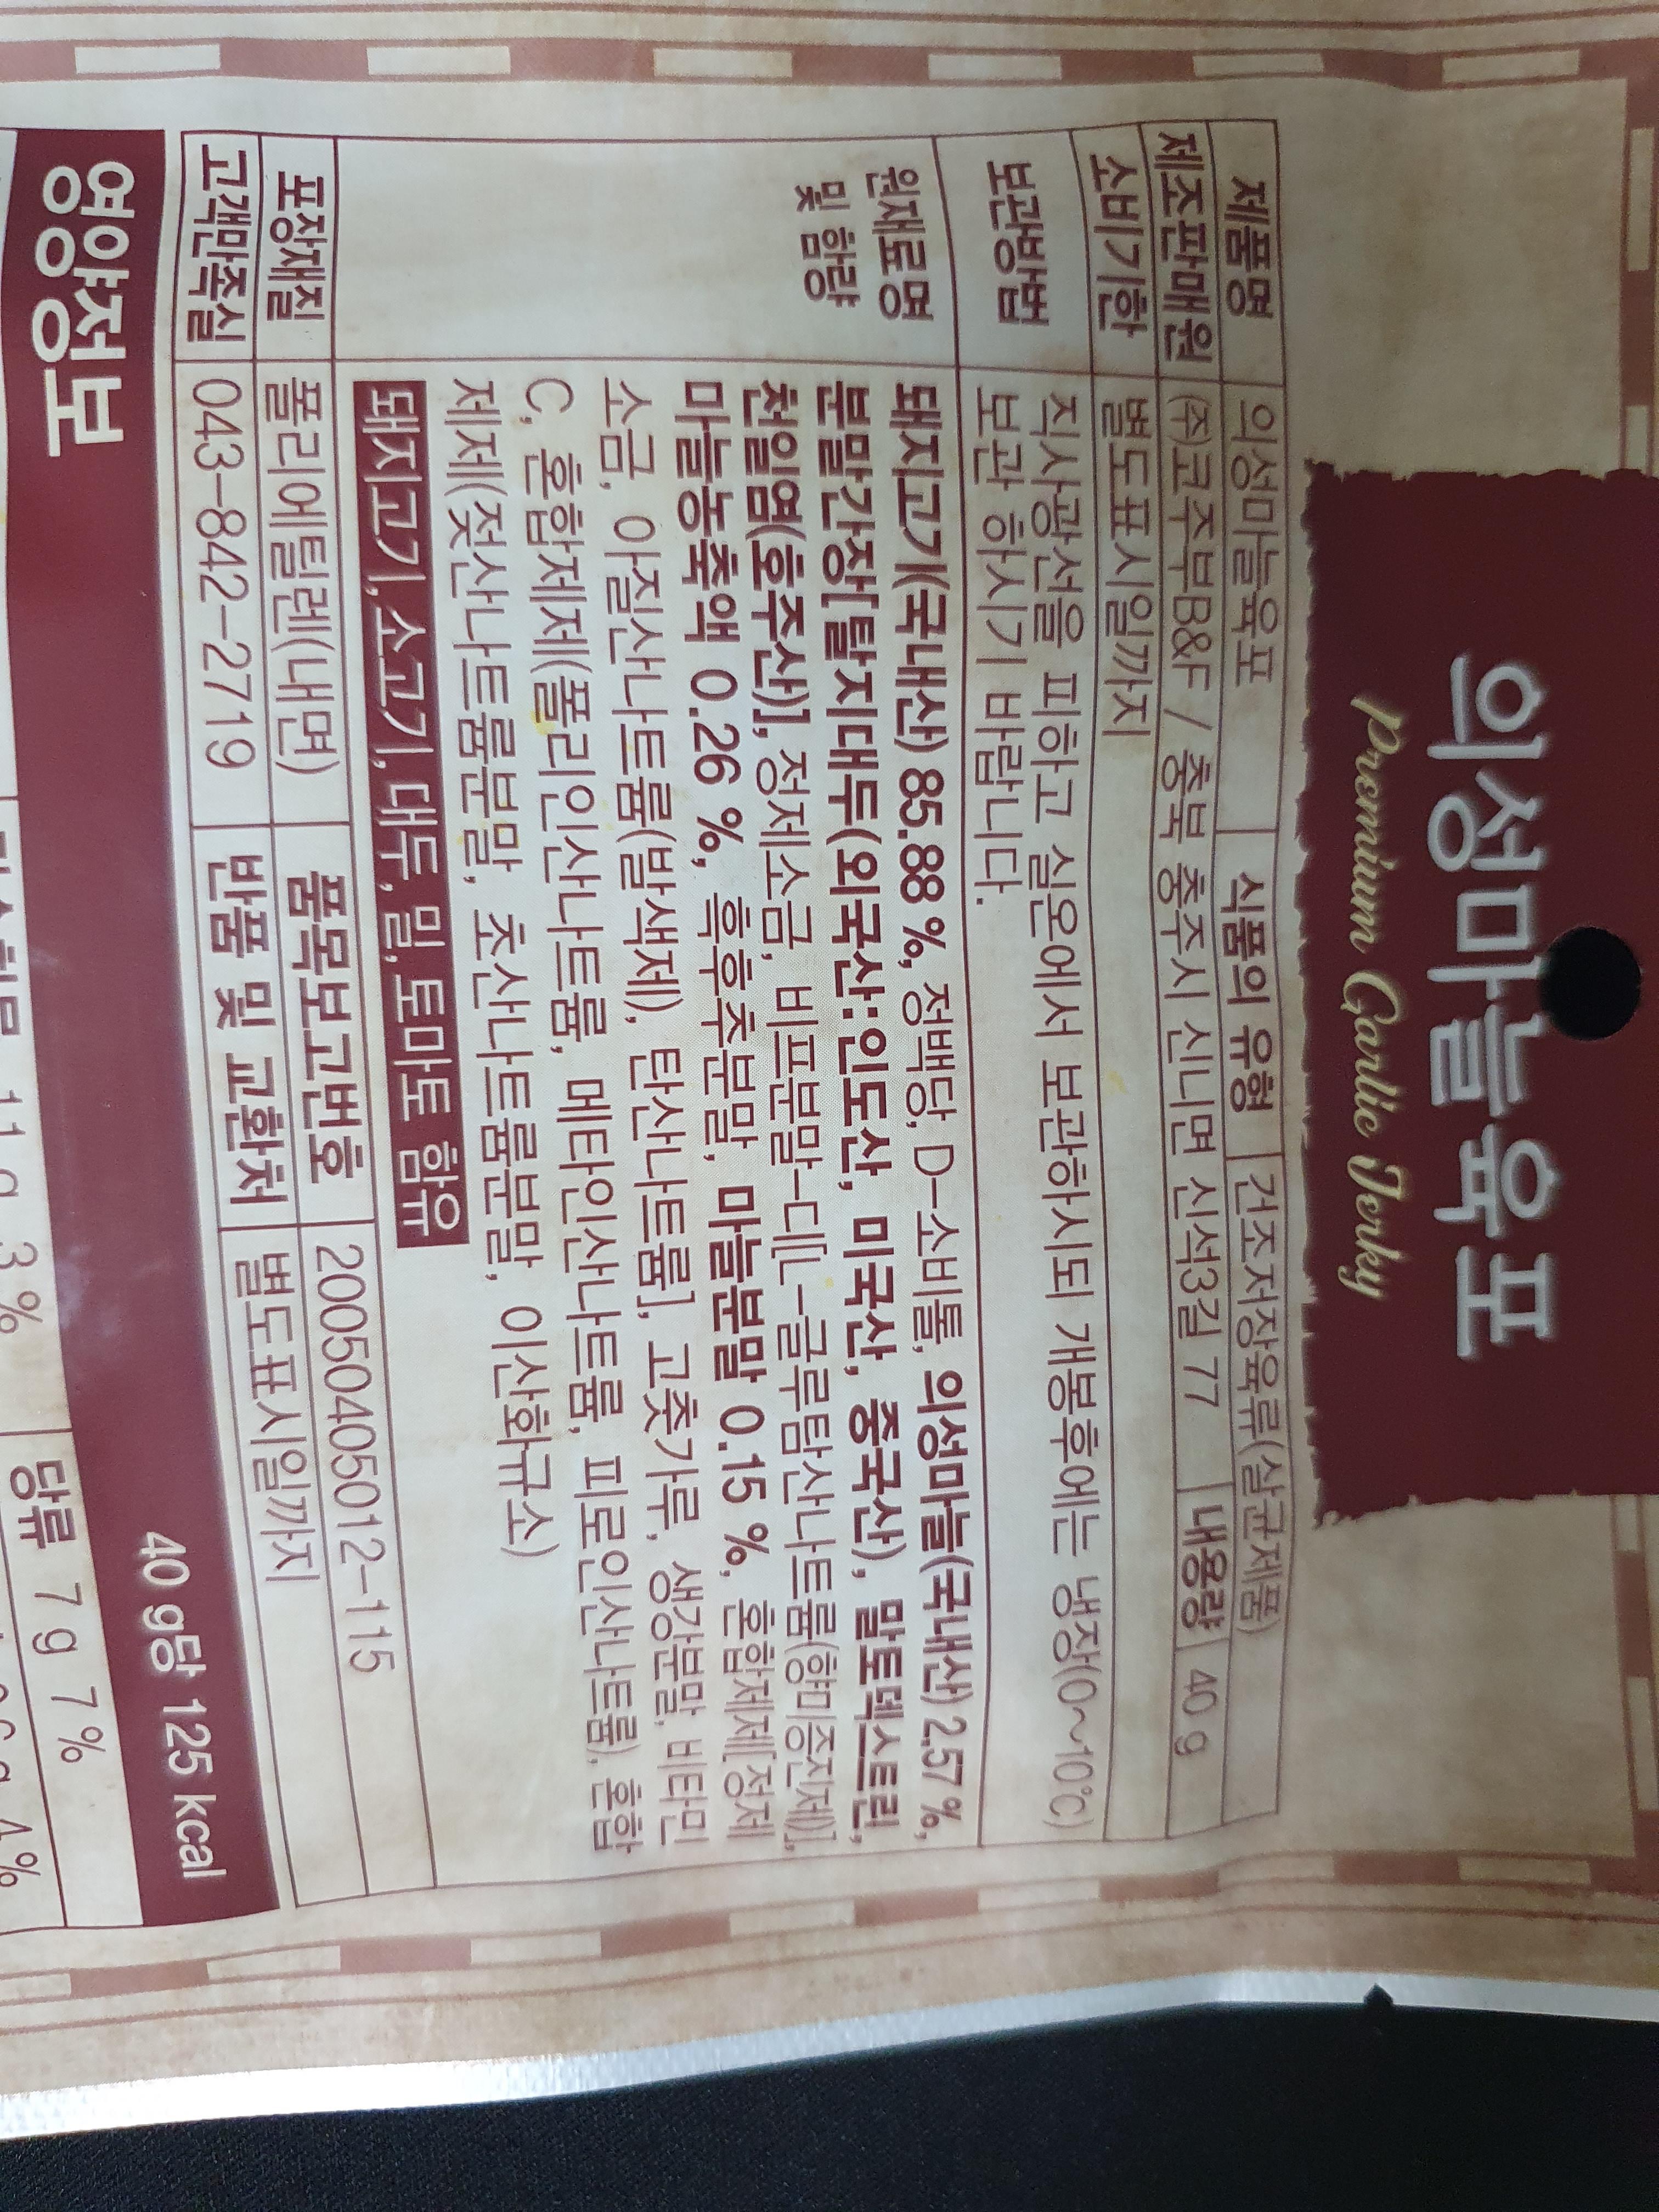 의성마늘육포
Premium Garlic Jerky
제품명 의성마늘육포 식품의 유형 건조저장육류(살균제품)
제조판매원 (주)코주부B&F / 충북 충주시 신니면 신석3길 77 내용량 40 g
소비기한 별도표시일까지
보관방법 직사광선을 피하고 실온에서 보관하시되 개봉후에는 냉장(0~10℃)
보관 하시기 바랍니다.
원재료명 및 함량 돼지고기(국내산) 85.88 %, 정백당, D-소비톨, 의성마늘(국내산) 2.57 %,
분말간장[탈지대두(외국산:인도산, 미국산, 중국산), 말토덱스트린,
천일염(호주산)], 정제소금, 비프분말-디[L-글루탐산나트륨(향미증진제)],
마늘농축액 0.26 %, 흑후추분말, 마늘분말 0.15 %, 혼합제제[정제
소금, 아질산나트륨(발색제), 탄산나트륨], 고춧가루, 생강분말, 비타민
C, 혼합제제(폴리인산나트륨, 메타인산나트륨, 피로인산나트륨), 혼합
제제(젖산나트륨분말, 초산나트륨분말, 이산화규소)
돼지고기, 소고기, 대두, 밀, 토마토 함유
포장재질 폴리에틸렌(내면) 품목보고번호 20050405012-115
고객만족실 043-842-2719 반품 및 교환처 별도표시일까지
영양정보 40 g당 125 kcal
11 g 3 % 당류 7 g 7 %
4 %